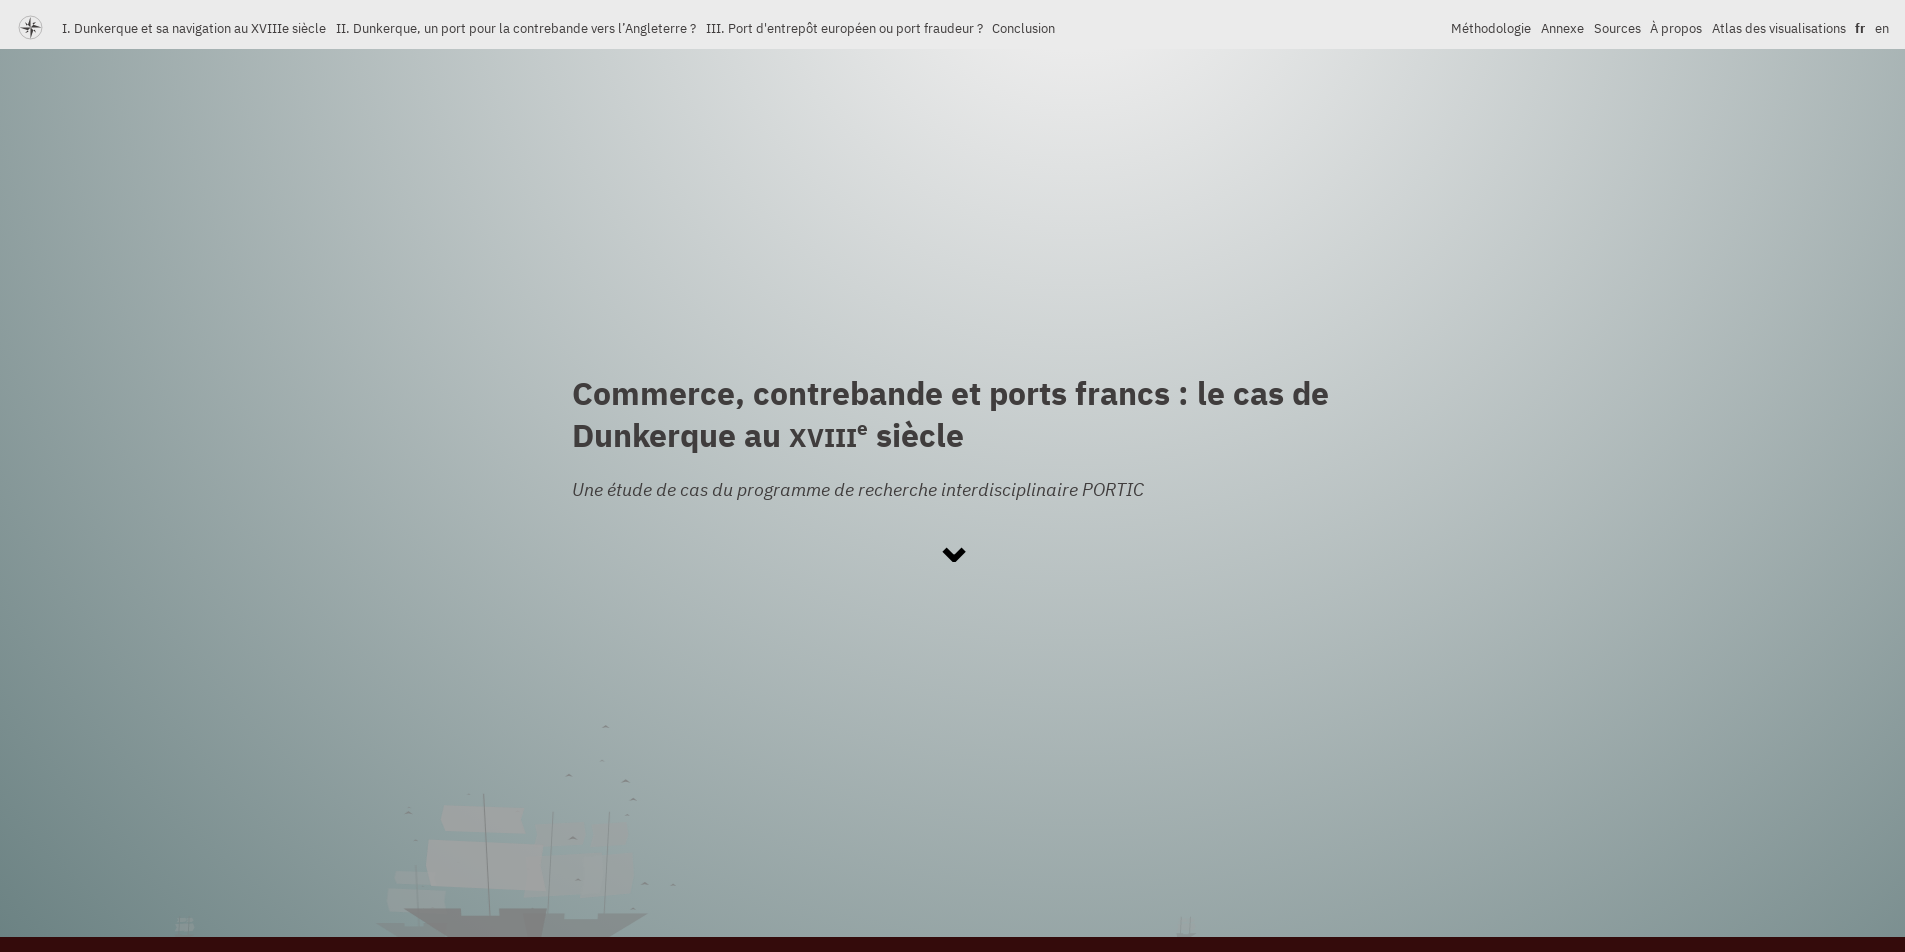 I. Dunkerque et sa navigation au XVIIIe siècle II. Dunkerque, un port pour la contrebande vers l’Angleterre ? III. Port d'entrepôt européen ou port fraudeur ? Conclusion Méthodologie Annexe Sources À propos Atlas des visualisations fr en
Commerce, contrebande et ports francs : le cas de
Dunkerque au XVIIIe siècle
Une étude de cas du programme de recherche interdisciplinaire PORTIC